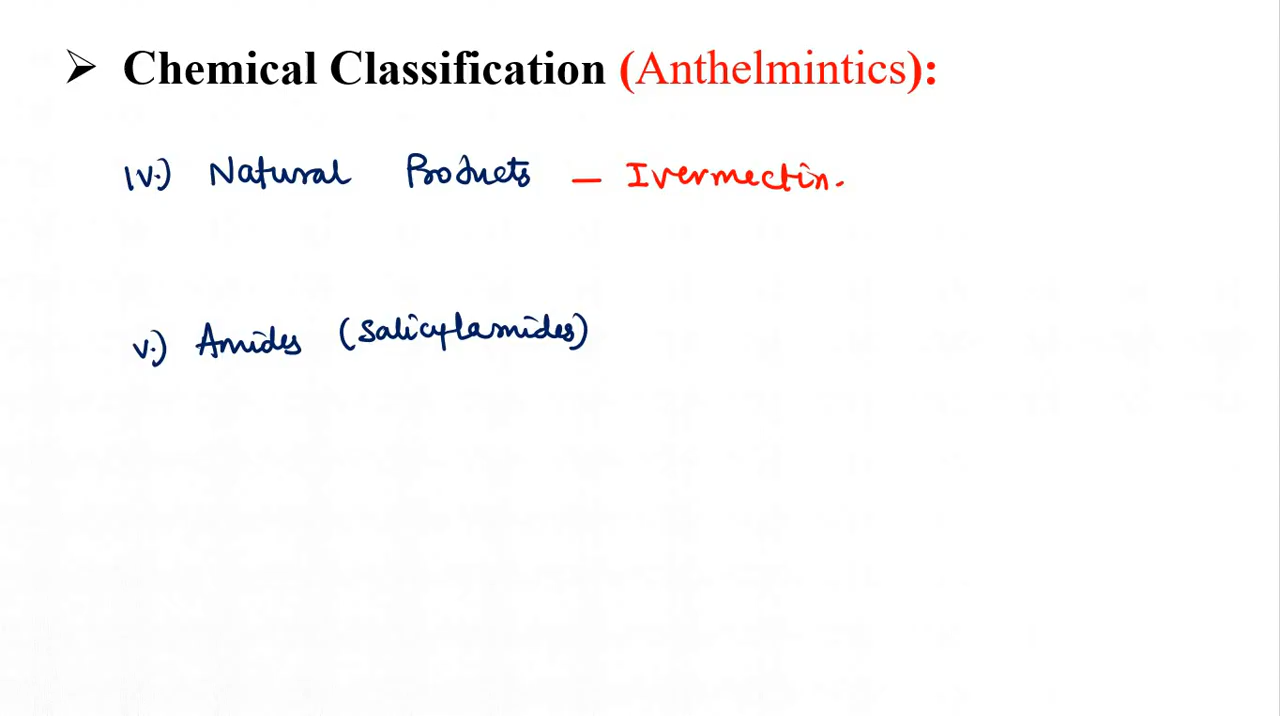 ➢ Chemical Classification (Anthelmintics):
iv.) Natural Products – Ivermectin.
v.) Amides (Salicylamides)